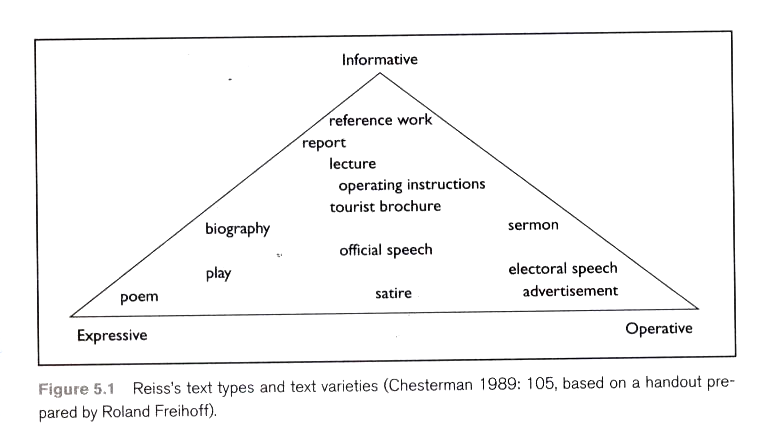 Informative
reference work
report
lecture
operating instructions
tourist brochure
biography
sermon
official speech
play
electoral speech
poem
satire
advertisement
Expressive
Operative
Figure 5.1 Reiss's text types and text varieties (Chesterman 1989: 105, based on a handout pre-
pared by Roland Freihoff).